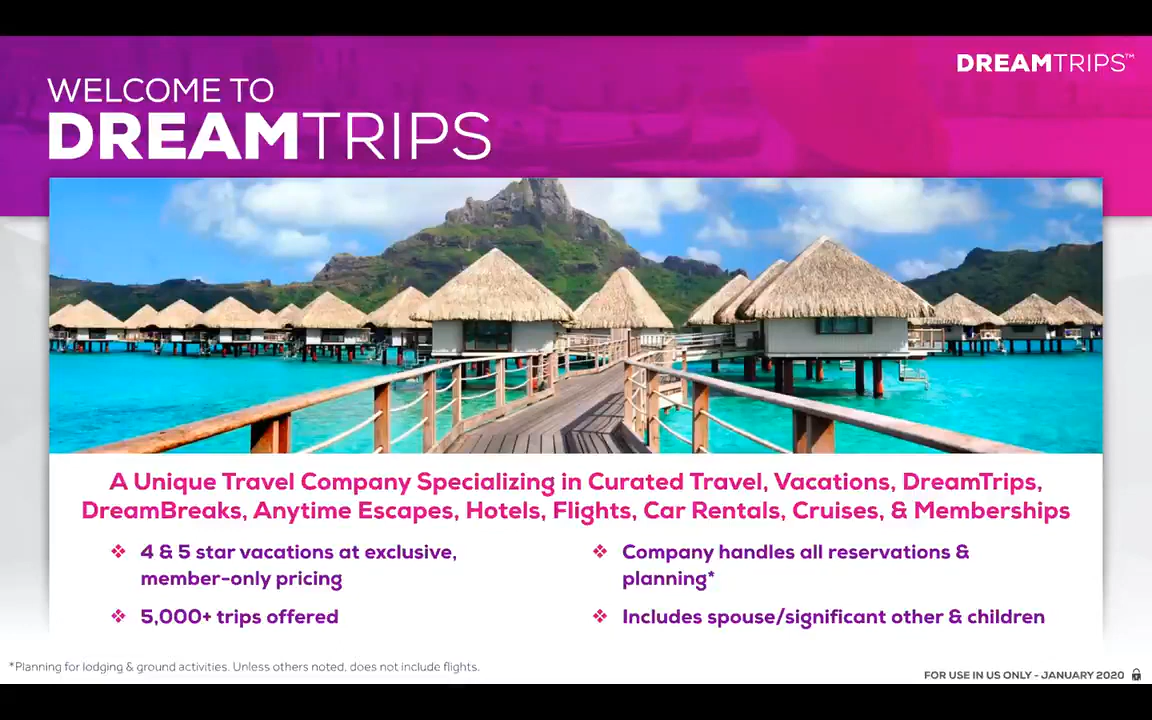 DREAMTRIPS™
WELCOME TO
DREAMTRIPS
A Unique Travel Company Specializing in Curated Travel, Vacations, DreamTrips,
DreamBreaks, Anytime Escapes, Hotels, Flights, Car Rentals, Cruises, & Memberships
❖ 4 & 5 star vacations at exclusive,
member-only pricing
❖ 5,000+ trips offered
❖ Company handles all reservations &
planning*
❖ Includes spouse/significant other & children
*Planning for lodging & ground activities. Unless others noted, does not include flights.
FOR USE IN US ONLY - JANUARY 2020